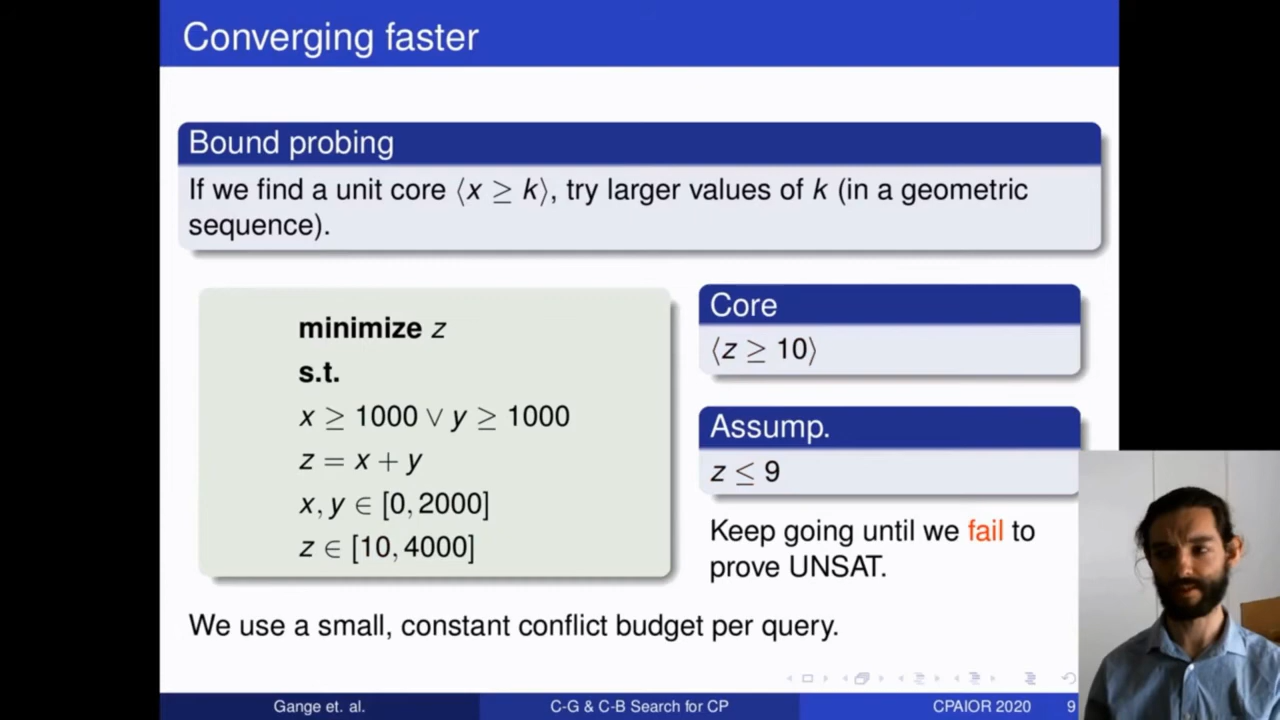 Converging faster
Bound probing
If we find a unit core ⟨x ≥ k⟩, try larger values of k (in a geometric
sequence).
minimize z
s.t.
x ≥ 1000 ∨ y ≥ 1000
z = x + y
x, y ∈ [0, 2000]
z ∈ [10, 4000]
Core
⟨z ≥ 10⟩
Assump.
z ≤ 9
Keep going until we fail to
prove UNSAT.
We use a small, constant conflict budget per query.
Gange et. al.
C-G & C-B Search for CP
CPAIOR 2020
9